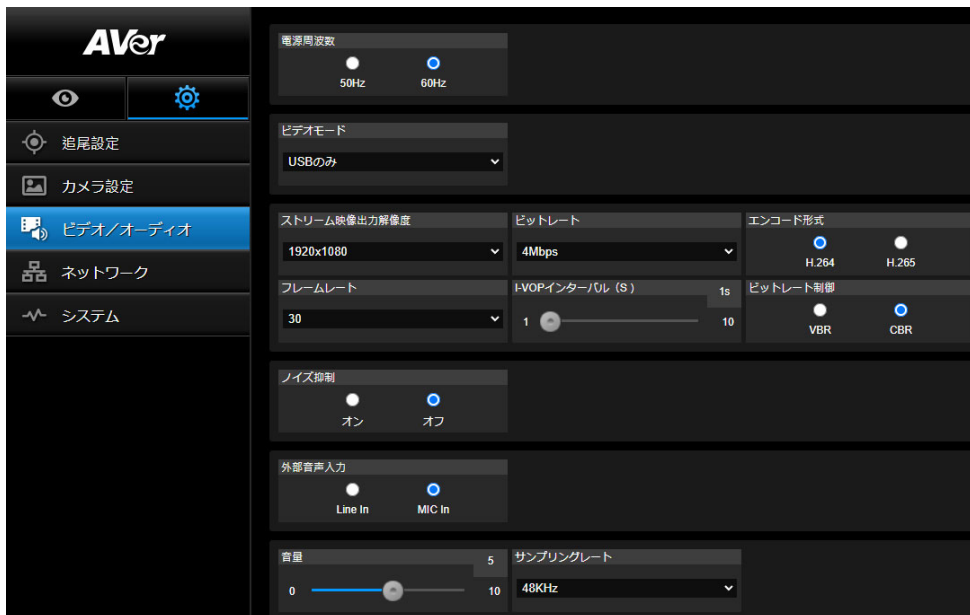 AVer
追尾設定
カメラ設定
ビデオ/オーディオ
ネットワーク
システム
電源周波数
50Hz 60Hz
ビデオモード
USBのみ
ストリーム映像出力解像度 ビットレート エンコード形式
1920x1080 4Mbps H.264 H.265
フレームレート I-VOPインターバル（S） 1s ビットレート制御
30 1 10 VBR CBR
ノイズ抑制
オン オフ
外部音声入力
Line In MIC In
音量 5 サンプリングレート
0 10 48KHz